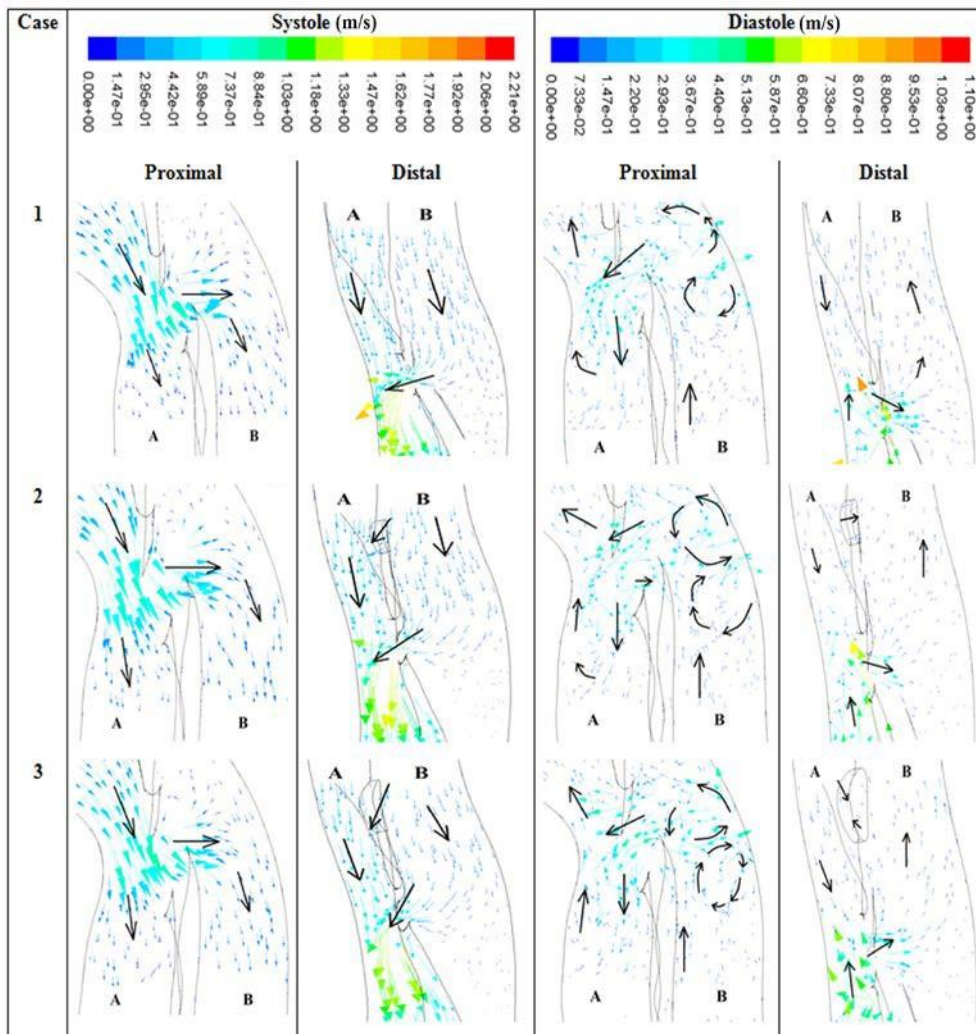 Case
Systole (m/s)
Diastole (m/s)
0.00e+00
1.47e-01
2.95e-01
4.42e-01
5.89e-01
7.37e-01
8.84e-01
1.03e+00
1.18e+00
1.33e+00
1.47e+00
1.62e+00
1.77e+00
1.92e+00
2.06e+00
2.21e+00
0.00e+00
7.33e-02
1.47e-01
1.20e-01
2.93e-01
3.67e-01
4.40e-01
5.13e-01
5.87e-01
6.60e-01
7.33e-01
8.06e-01
8.80e-01
9.53e-01
1.03e+00
1.10e+00
Proximal
Distal
Proximal
Distal
1
A B
A B
A B
A B
2
A B
A B
A B
A B
3
A B
A B
A B
A B